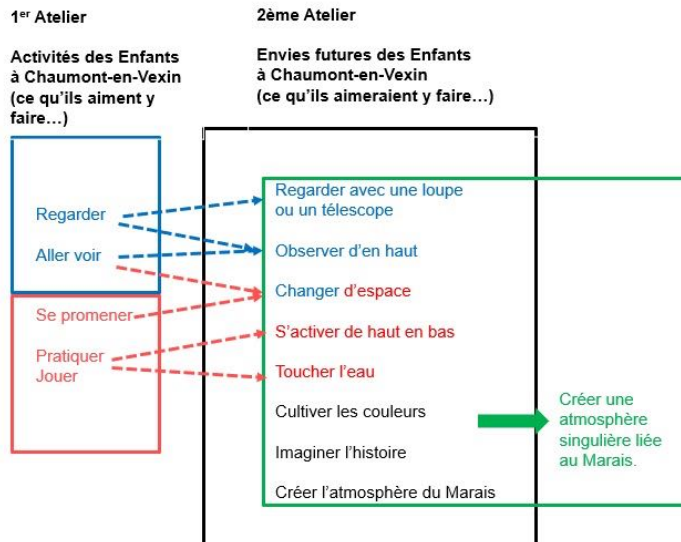 1er Atelier
Activités des Enfants
à Chaumont-en-Vexin
(ce qu'ils aiment y
faire…)
2ème Atelier
Envies futures des Enfants
à Chaumont-en-Vexin
(ce qu'ils aimeraient y faire…)
Regarder
Aller voir
Se promener
Pratiquer
Jouer
Regarder avec une loupe
ou un télescope
Observer d'en haut
Changer d'espace
S'activer de haut en bas
Toucher l'eau
Cultiver les couleurs
Imaginer l'histoire
Créer l'atmosphère du Marais
Créer une
atmosphère
singulière liée
au Marais.